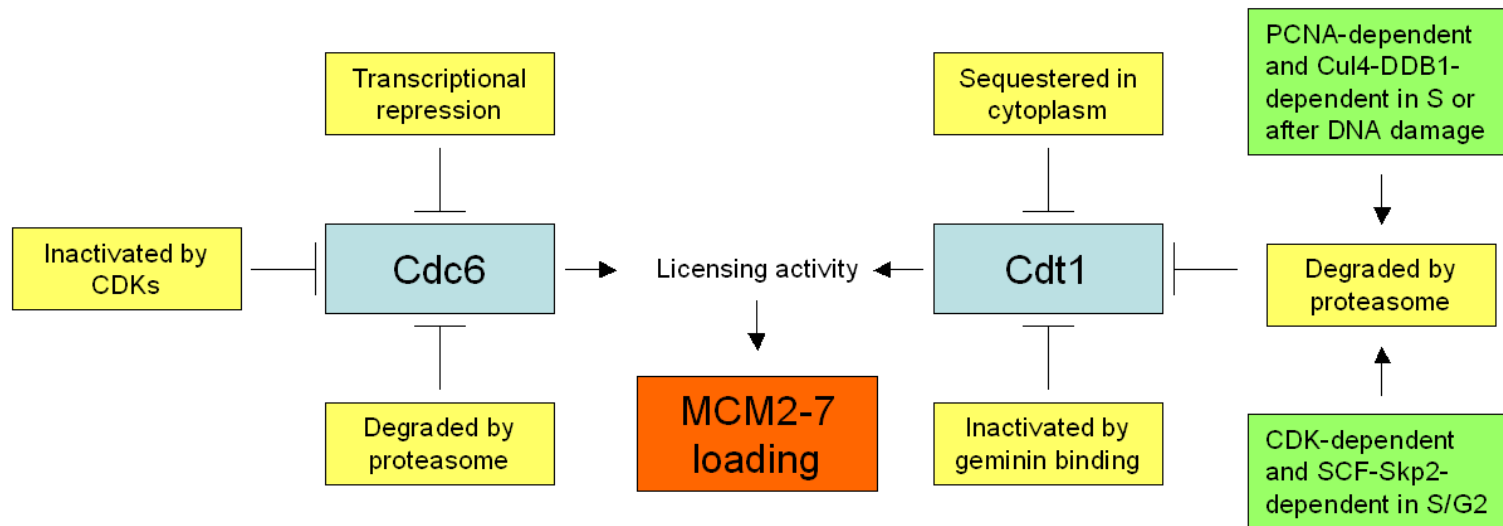 Transcriptional
repression
Sequestered in
cytoplasm
PCNA-dependent
and Cul4-DDB1-
dependent in S or
after DNA damage
Inactivated by
CDKs
Cdc6
Licensing activity
Cdt1
Degraded by
proteasome
Degraded by
proteasome
MCM2-7
loading
Inactivated by
geminin binding
CDK-dependent
and SCF-Skp2-
dependent in S/G2